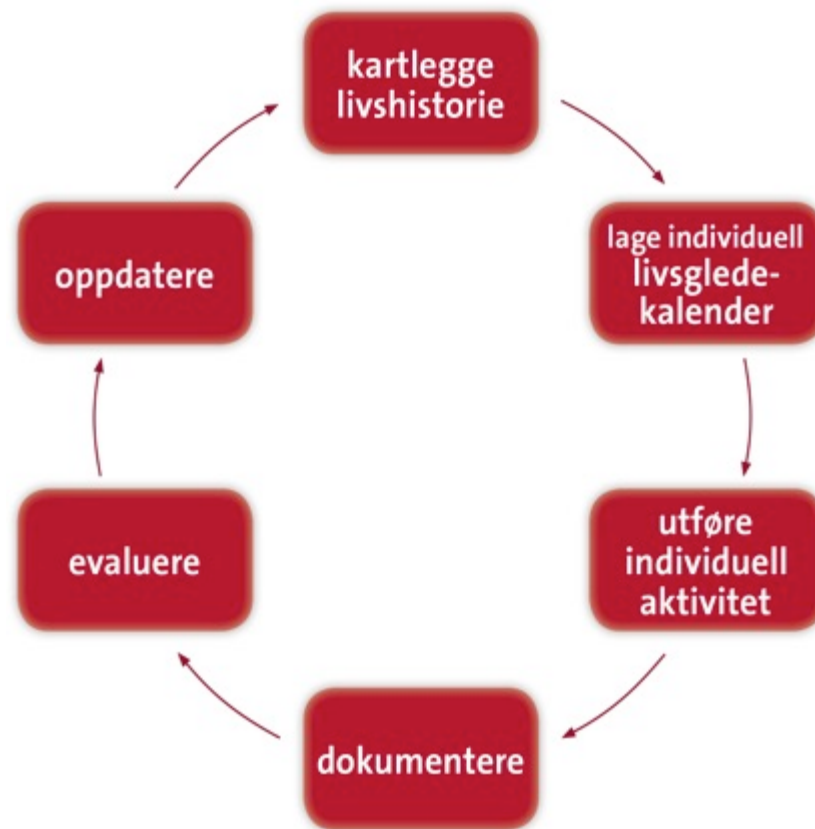 kartlegge
livshistorie
lage individuell
livsglede-
kalender
utføre
individuell
aktivitet
dokumentere
evaluere
oppdatere